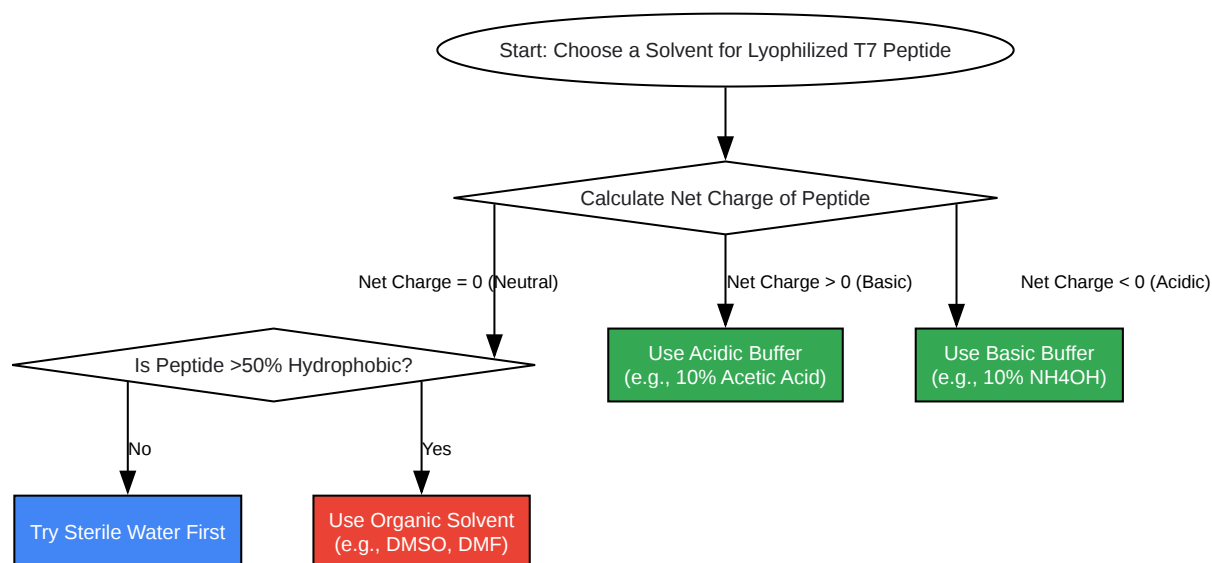 Start: Choose a Solvent for Lyophilized T7 Peptide
Calculate Net Charge of Peptide
Net Charge = 0 (Neutral)
Net Charge > 0 (Basic)
Net Charge < 0 (Acidic)
Is Peptide >50% Hydrophobic?
Use Acidic Buffer
(e.g., 10% Acetic Acid)
Use Basic Buffer
(e.g., 10% NH4OH)
No
Yes
Try Sterile Water First
Use Organic Solvent
(e.g., DMSO, DMF)